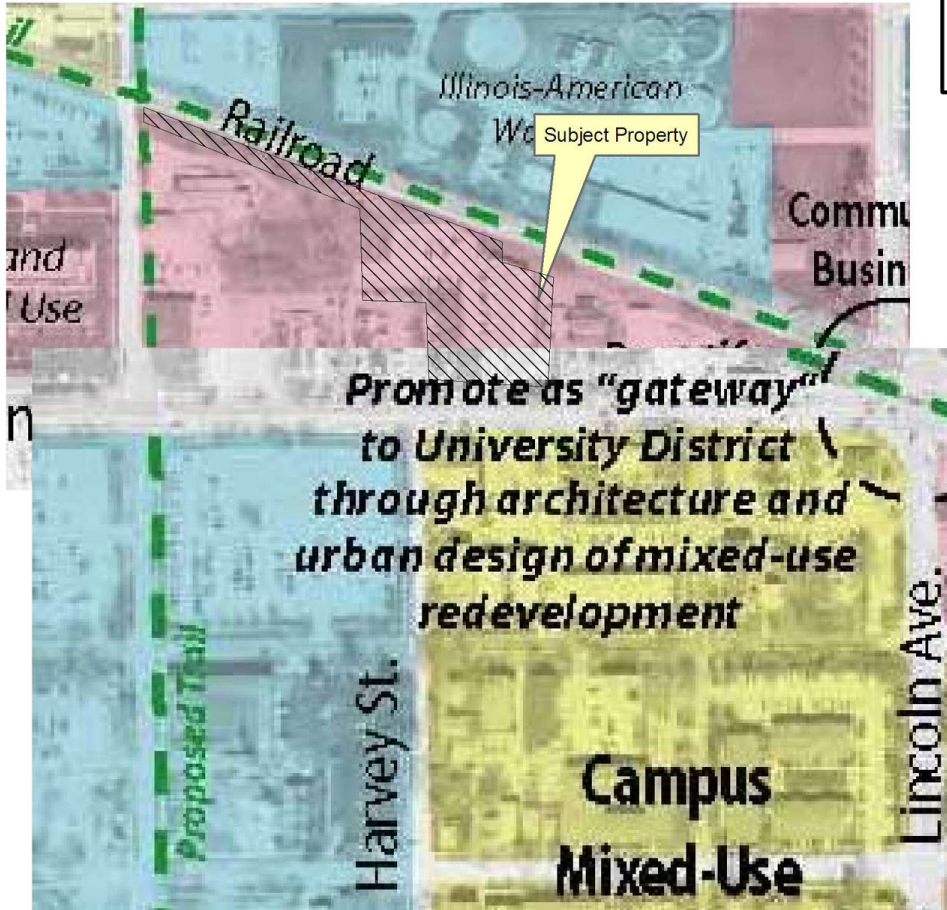 il
Railroad
Illinois-American
Subject Property
Commu
Busin
and
l Use
n
Promote as “gateway“
to University District
through architecture and
urban design of mixed-use
redevelopment
Proposed Trail
Harvey St.
Lincoln Ave.
Campus
Mixed-Use